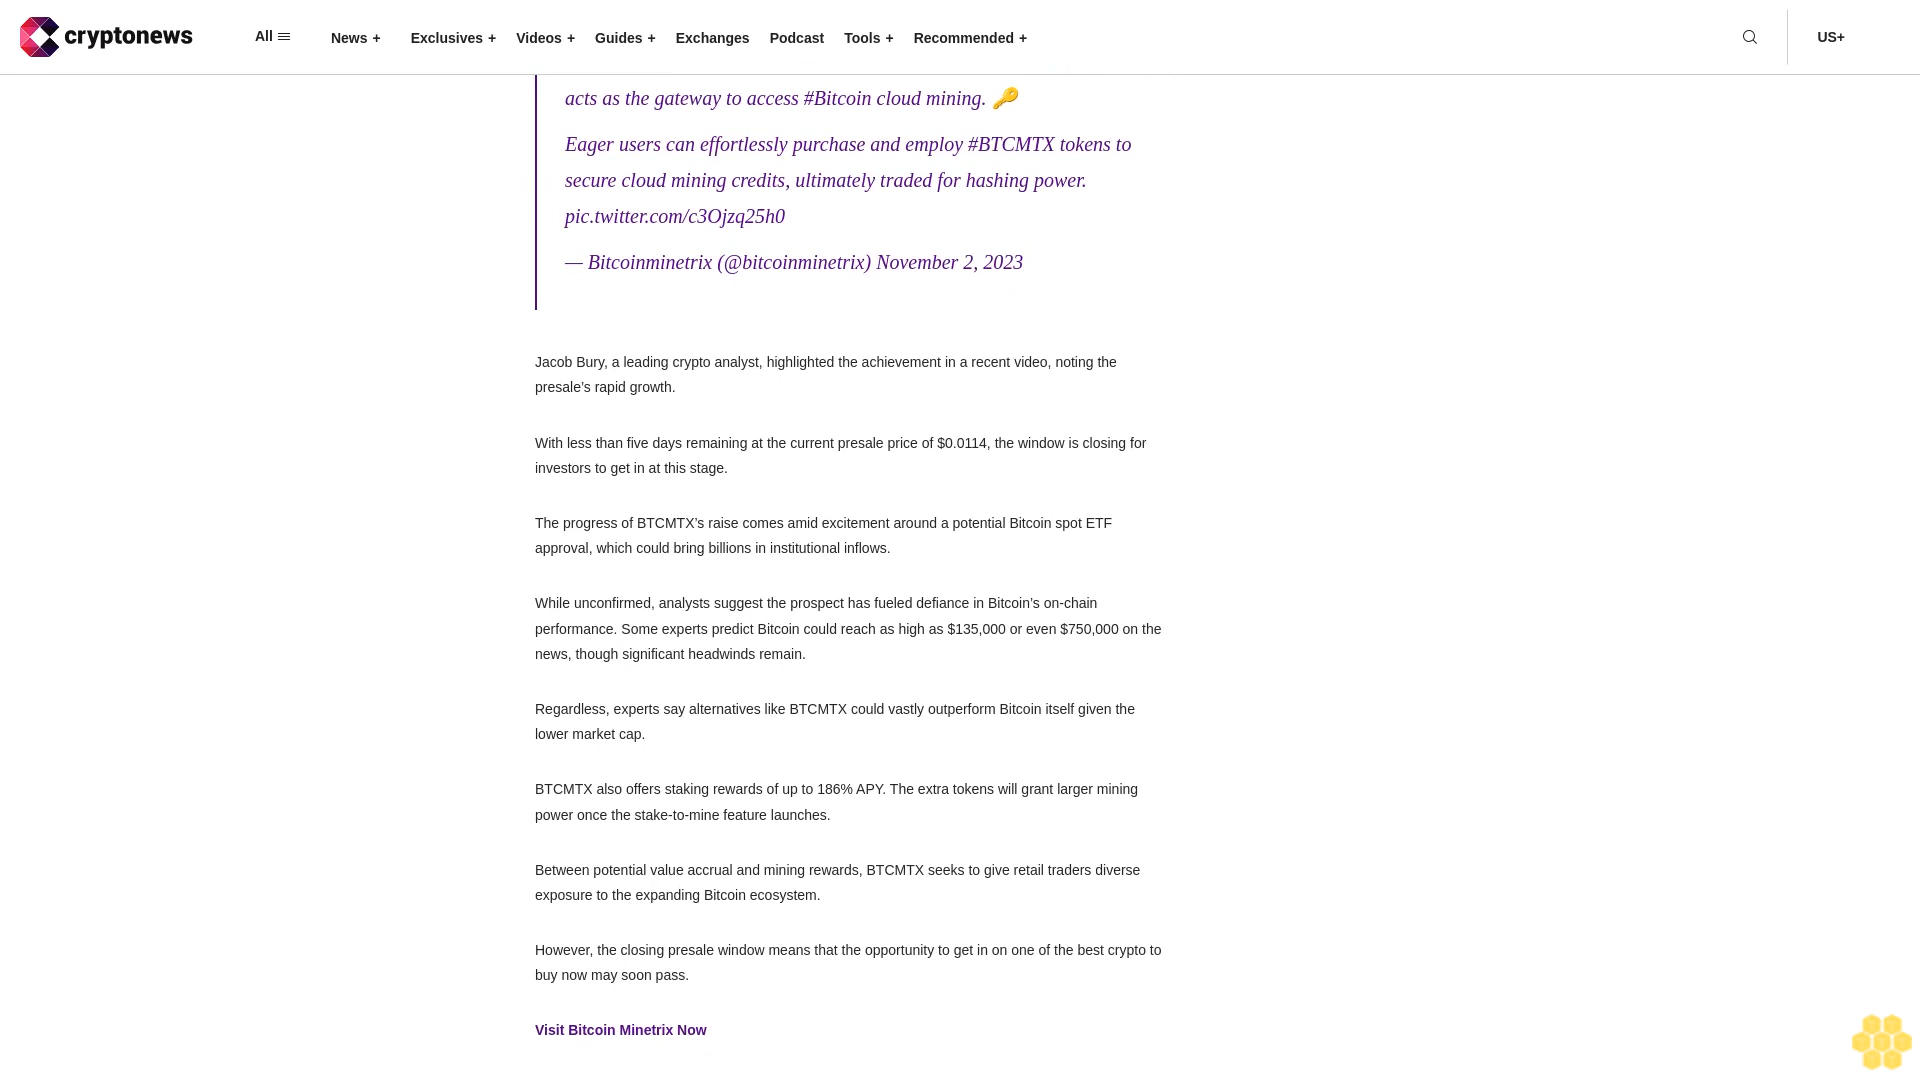 cryptonews
All
News +
Exclusives +
Videos +
Guides +
Exchanges
Podcast
Tools +
Recommended +
US+
acts as the gateway to access #Bitcoin cloud mining. 🔑
Eager users can effortlessly purchase and employ #BTCMTX tokens to
secure cloud mining credits, ultimately traded for hashing power.
pic.twitter.com/c3Ojzq25h0
— Bitcoinminetrix (@bitcoinminetrix) November 2, 2023
Jacob Bury, a leading crypto analyst, highlighted the achievement in a recent video, noting the
presale’s rapid growth.
With less than five days remaining at the current presale price of $0.0114, the window is closing for
investors to get in at this stage.
The progress of BTCMTX’s raise comes amid excitement around a potential Bitcoin spot ETF
approval, which could bring billions in institutional inflows.
While unconfirmed, analysts suggest the prospect has fueled defiance in Bitcoin’s on-chain
performance. Some experts predict Bitcoin could reach as high as $135,000 or even $750,000 on the
news, though significant headwinds remain.
Regardless, experts say alternatives like BTCMTX could vastly outperform Bitcoin itself given the
lower market cap.
BTCMTX also offers staking rewards of up to 186% APY. The extra tokens will grant larger mining
power once the stake-to-mine feature launches.
Between potential value accrual and mining rewards, BTCMTX seeks to give retail traders diverse
exposure to the expanding Bitcoin ecosystem.
However, the closing presale window means that the opportunity to get in on one of the best crypto to
buy now may soon pass.
Visit Bitcoin Minetrix Now